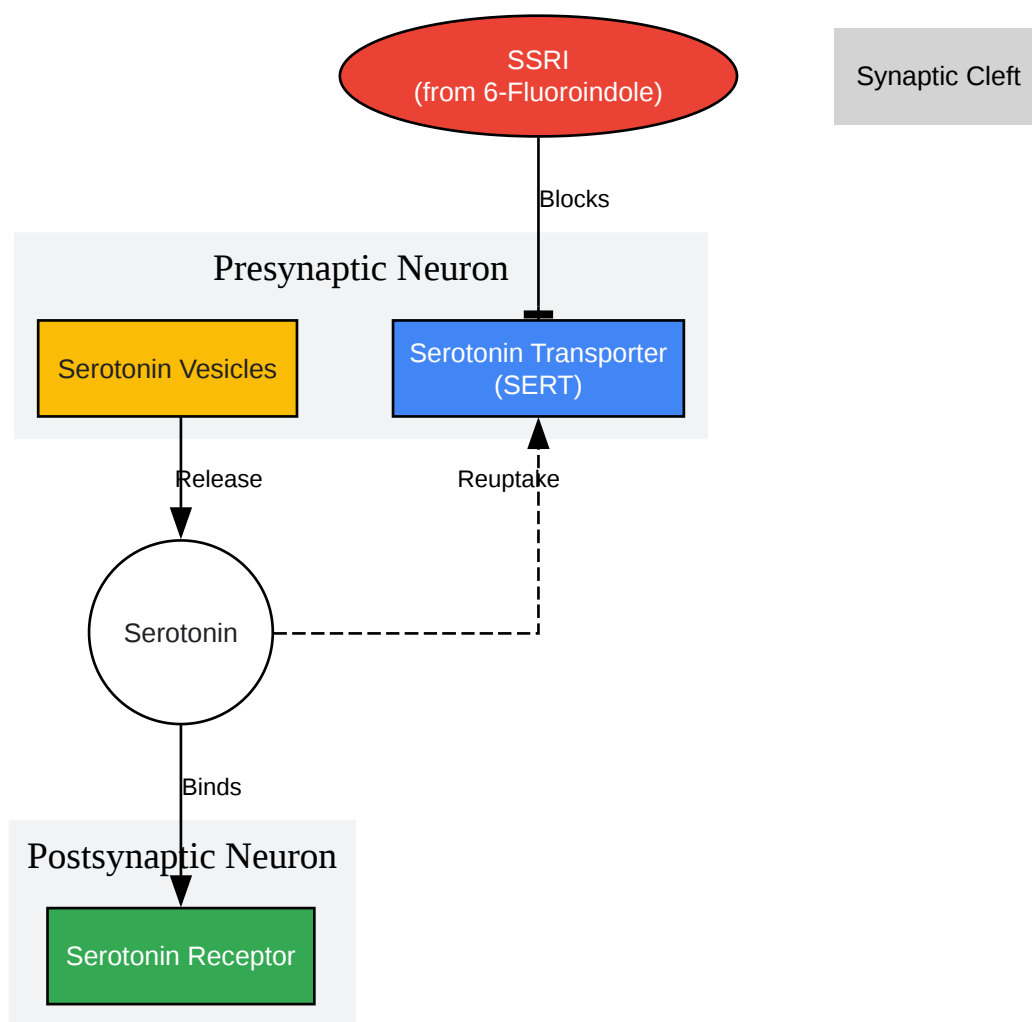 SSRI
(from 6-Fluoroindole)
Synaptic Cleft
Blocks
Presynaptic Neuron
Serotonin Vesicles
Serotonin Transporter
(SERT)
Release
Reuptake
Serotonin
Binds
Postsynaptic Neuron
Serotonin Receptor